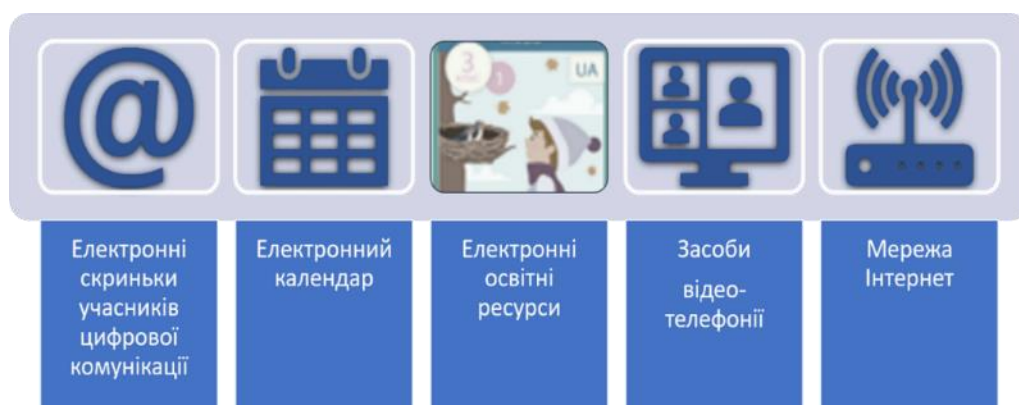 3
1
UA
Електронні
скриньки
учасників
цифрової
комунікації
Електронний
календар
Електронні
освітні
ресурси
Засоби
відео-
телефонії
Мережа
Інтернет